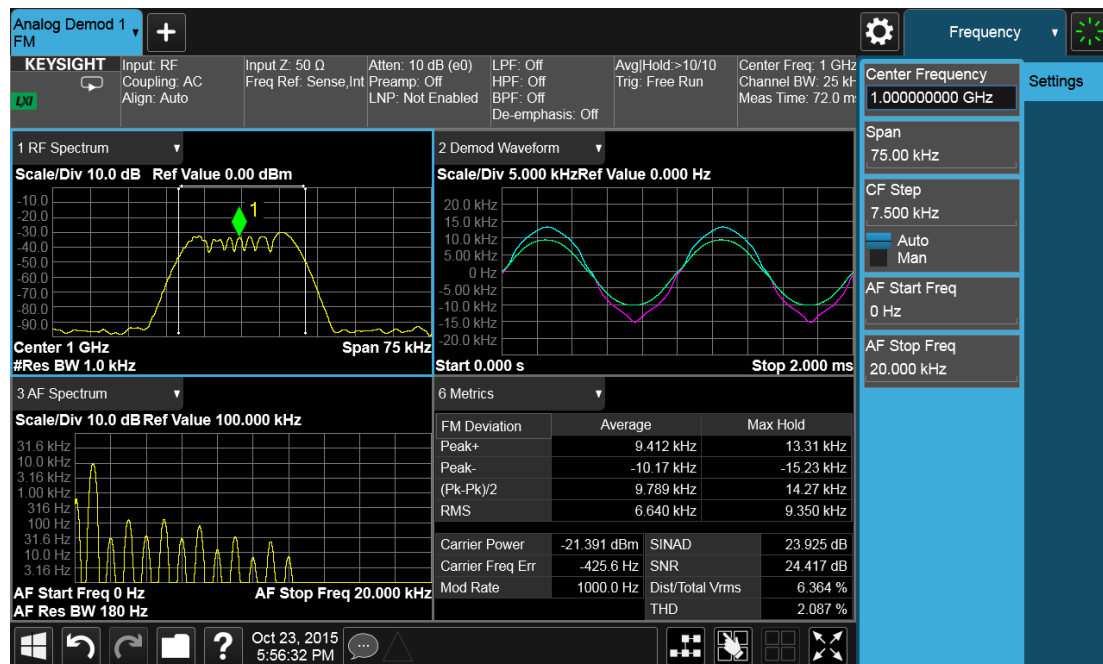 Analog Demod 1
FM
Frequency
KEYSIGHT
LXI
Input: RF
Coupling: AC
Align: Auto
Input Z: 50 Ω
Freq Ref: Sense,Int
Atten: 10 dB (e0)
Preamp: Off
LNP: Not Enabled
LPF: Off
HPF: Off
BPF: Off
De-emphasis: Off
Avg|Hold:>10/10
Trig: Free Run
Center Freq: 1 GHz
Channel BW: 25 kH
Meas Time: 72.0 m
Center Frequency
1.000000000 GHz
Settings
Span
75.00 kHz
CF Step
7.500 kHz
Auto
Man
AF Start Freq
0 Hz
AF Stop Freq
20.000 kHz
1 RF Spectrum
Scale/Div 10.0 dB Ref Value 0.00 dBm
1
-10.0
-20.0
-30.0
-40.0
-50.0
-60.0
-70.0
-80.0
-90.0
Center 1 GHz
Span 75 kHz
#Res BW 1.0 kHz
2 Demod Waveform
Scale/Div 5.000 kHzRef Value 0.000 Hz
20.0 kHz
15.0 kHz
10.0 kHz
5.00 kHz
0 Hz
-5.00 kHz
-10.0 kHz
-15.0 kHz
-20.0 kHz
Start 0.000 s
Stop 2.000 ms
3 AF Spectrum
Scale/Div 10.0 dB Ref Value 100.000 kHz
31.6 kHz
10.0 kHz
3.16 kHz
1.00 kHz
316 Hz
100 Hz
31.6 Hz
10.0 Hz
3.16 Hz
AF Start Freq 0 Hz
AF Stop Freq 20.000 kHz
AF Res BW 180 Hz
6 Metrics
FM Deviation Average Max Hold
Peak+ 9.412 kHz 13.31 kHz
Peak- -10.17 kHz -15.23 kHz
(Pk-Pk)/2 9.789 kHz 14.27 kHz
RMS 6.640 kHz 9.350 kHz
Carrier Power -21.391 dBm SINAD 23.925 dB
Carrier Freq Err -425.6 Hz SNR 24.417 dB
Mod Rate 1000.0 Hz Dist/Total Vrms 6.364 %
THD 2.087 %
?
Oct 23, 2015
5:56:32 PM